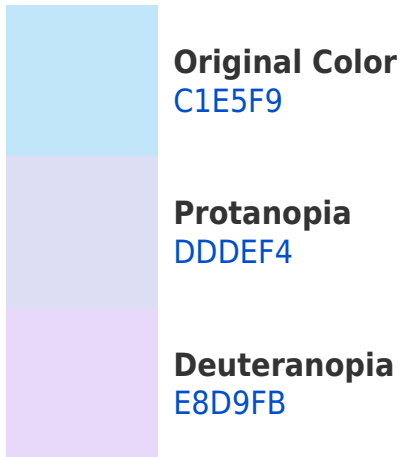 Original Color
C1E5F9
Protanopia
DDDEF4
Deuteranopia
E8D9FB